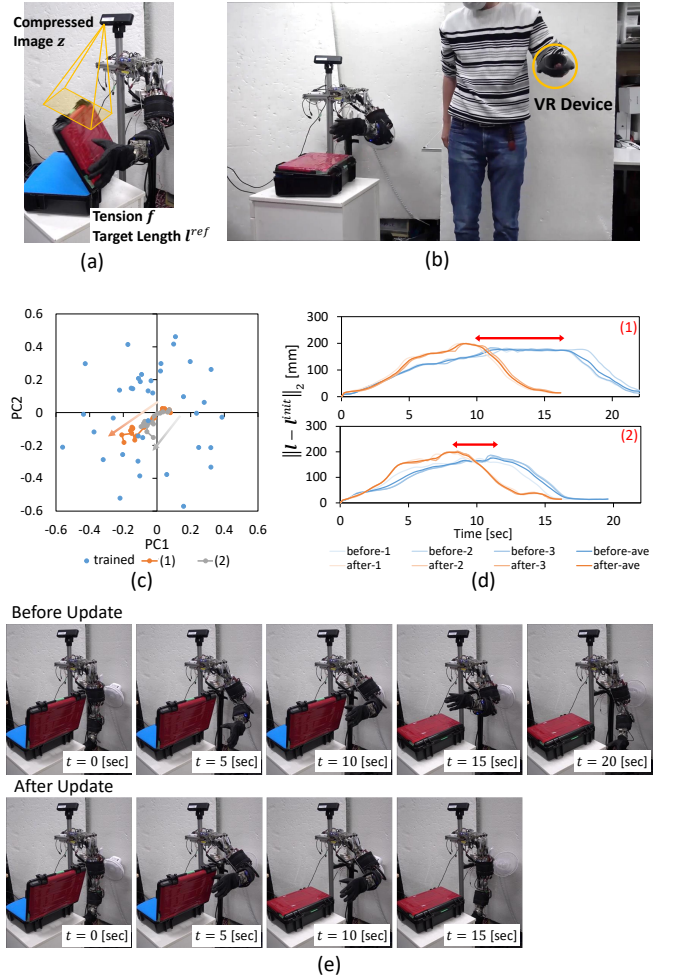 Compressed
Image z
Tension f
Target Length l^ref
(a)
VR Device
(b)
0.6
0.4
0.2
0
-0.2
-0.4
-0.6
-0.6 -0.4 -0.2 0 0.2 0.4 0.6
PC2
PC1
trained (1) (2)
(c)
(1)
300
200
100
0
0 5 10 15 20
(2)
300
200
100
0
0 5 10 15 20
‖l − l^init‖₂ [mm]
Time [sec]
before-1 before-2 before-3 before-ave
after-1 after-2 after-3 after-ave
(d)
Before Update
t = 0 [sec] t = 5 [sec] t = 10 [sec] t = 15 [sec] t = 20 [sec]
After Update
t = 0 [sec] t = 5 [sec] t = 10 [sec] t = 15 [sec]
(e)